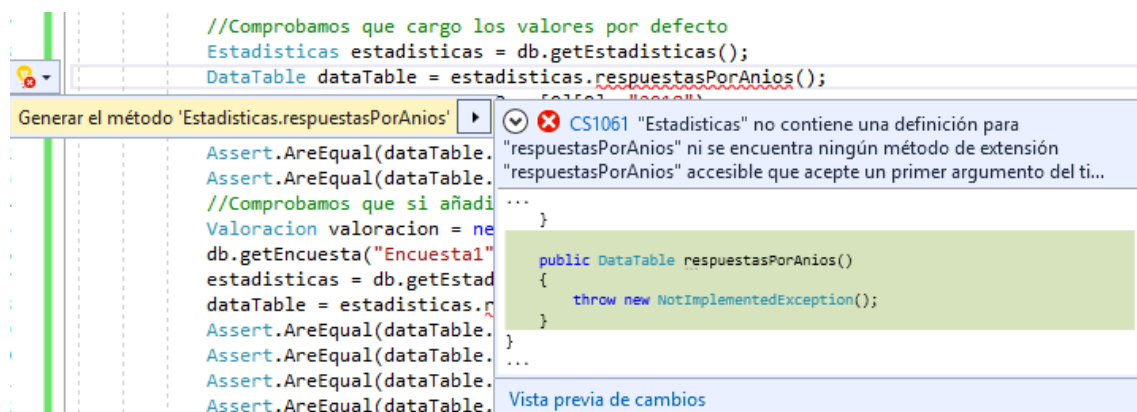 //Comprobamos que cargo los valores por defecto
Estadisticas estadisticas = db.getEstadisticas();
DataTable dataTable = estadisticas.respuestasPorAnios();
Generar el método 'Estadisticas.respuestasPorAnios'
CS1061 "Estadisticas" no contiene una definición para
"respuestasPorAnios" ni se encuentra ningún método de extensión
"respuestasPorAnios" accesible que acepte un primer argumento del ti...
Assert.AreEqual(dataTable.
Assert.AreEqual(dataTable.
//Comprobamos que si añadi
Valoracion valoracion = ne
db.getEncuesta("Encuesta1"
estadisticas = db.getEstad
dataTable = estadisticas.r
Assert.AreEqual(dataTable.
Assert.AreEqual(dataTable.
Assert.AreEqual(dataTable.
Assert.AreEqual(dataTable.
...
}
public DataTable respuestasPorAnios()
{
throw new NotImplementedException();
}
}
...
Vista previa de cambios